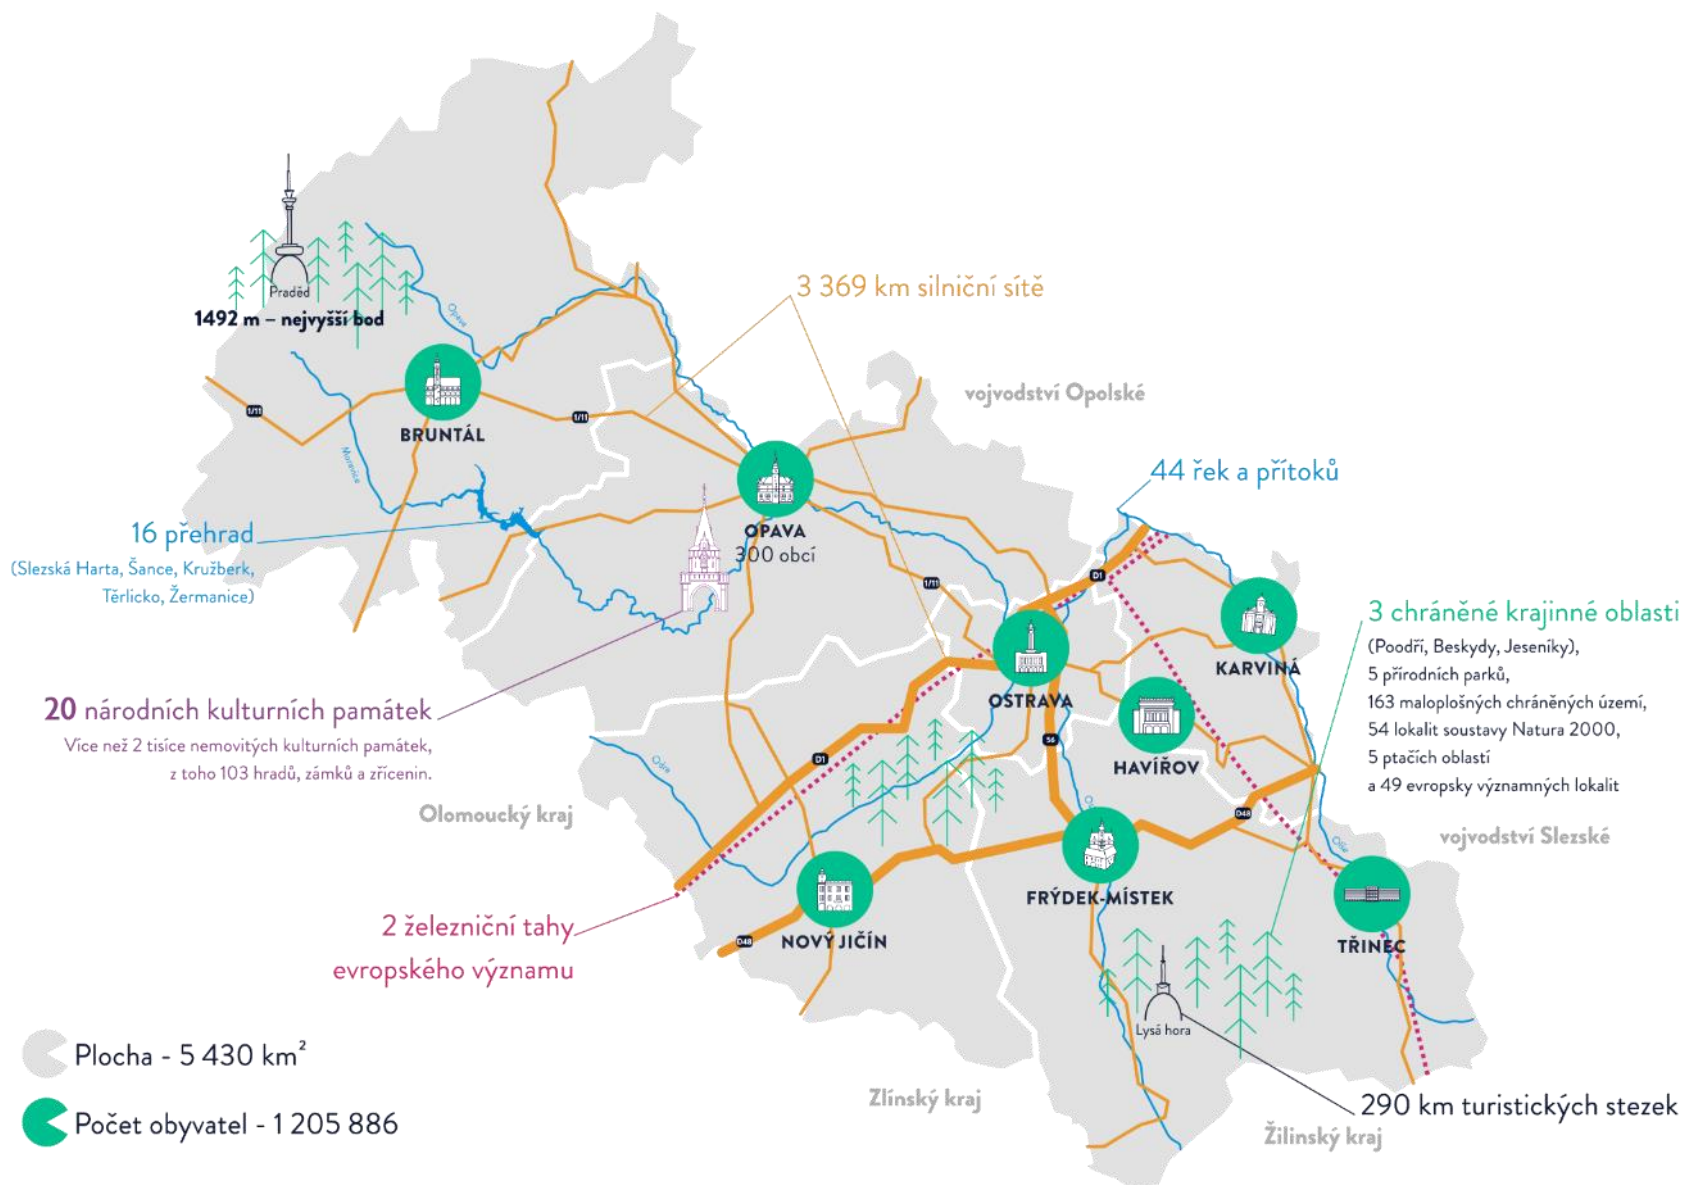 3 369 km silniční sítě
Praděd
1492 m – nejvyšší bod
Opava
vojvodství Opolské
1/11
1/11
BRUNTÁL
Moravice
44 řek a přítoků
16 přehrad
(Slezská Harta, Šance, Kružberk,
Těrlicko, Žermanice)
OPAVA
300 obcí
1/11
D1
3 chráněné krajinné oblasti
(Poodří, Beskydy, Jeseníky),
5 přírodních parků,
163 maloplošných chráněných území,
54 lokalit soustavy Natura 2000,
5 ptačích oblastí
a 49 evropsky významných lokalit
KARVINÁ
OSTRAVA
20 národních kulturních památek
Více než 2 tisíce nemovitých kulturních památek,
z toho 103 hradů, zámků a zřícenin.
56
D1
Odra
HAVÍŘOV
Olomoucký kraj
D48
vojvodství Slezské
Olše
FRÝDEK-MÍSTEK
2 železniční tahy
evropského významu
D48
NOVÝ JIČÍN
TŘINEC
Lysá hora
Plocha - 5 430 km²
Zlínský kraj
290 km turistických stezek
Počet obyvatel - 1 205 886
Žilinský kraj